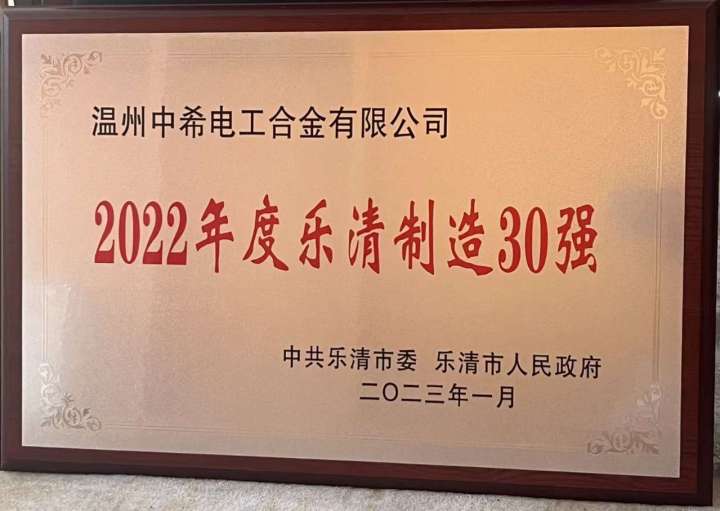 温州中希电工合金有限公司
2022年度乐清制造30强
中共乐清市委 乐清市人民政府
二〇二三年一月